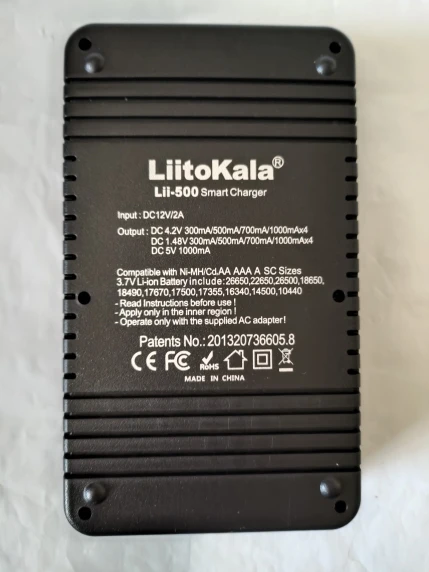 LiitoKala®
Lii-500 Smart Charger
Input : DC12V/2A
Output : DC 4.2V 300mA/500mA/700mA/1000mAx4
DC 1.48V 300mA/500mA/700mA/1000mAx4
DC 5V 1000mA
Compatible with Ni-MH/Cd.AA AAA A SC Sizes
3.7V Li-ion Battery include:26650,22650,26500,18650,
18490,17670,17500,17355,16340,14500,10440
- Read Instructions before use !
- Apply only in the inner region !
- Operate only with the supplied AC adapter!
Patents No.: 201320736605.8
CE FC RoHS
MADE IN CHINA